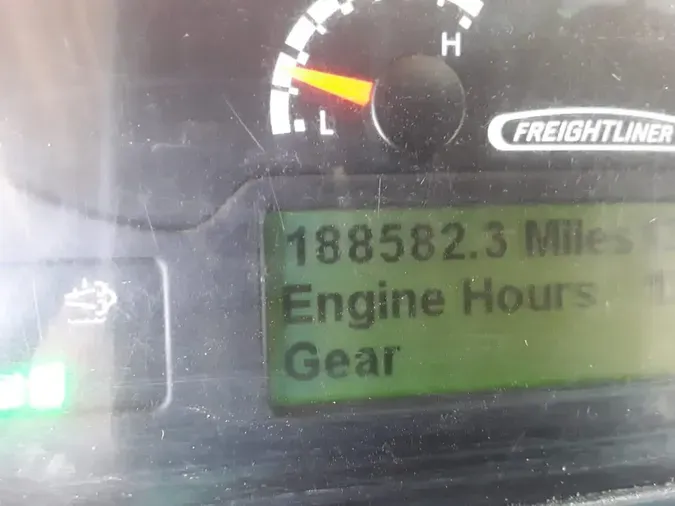 H
L
FREIGHTLINER
188582.3 Miles
Engine Hours
Gear